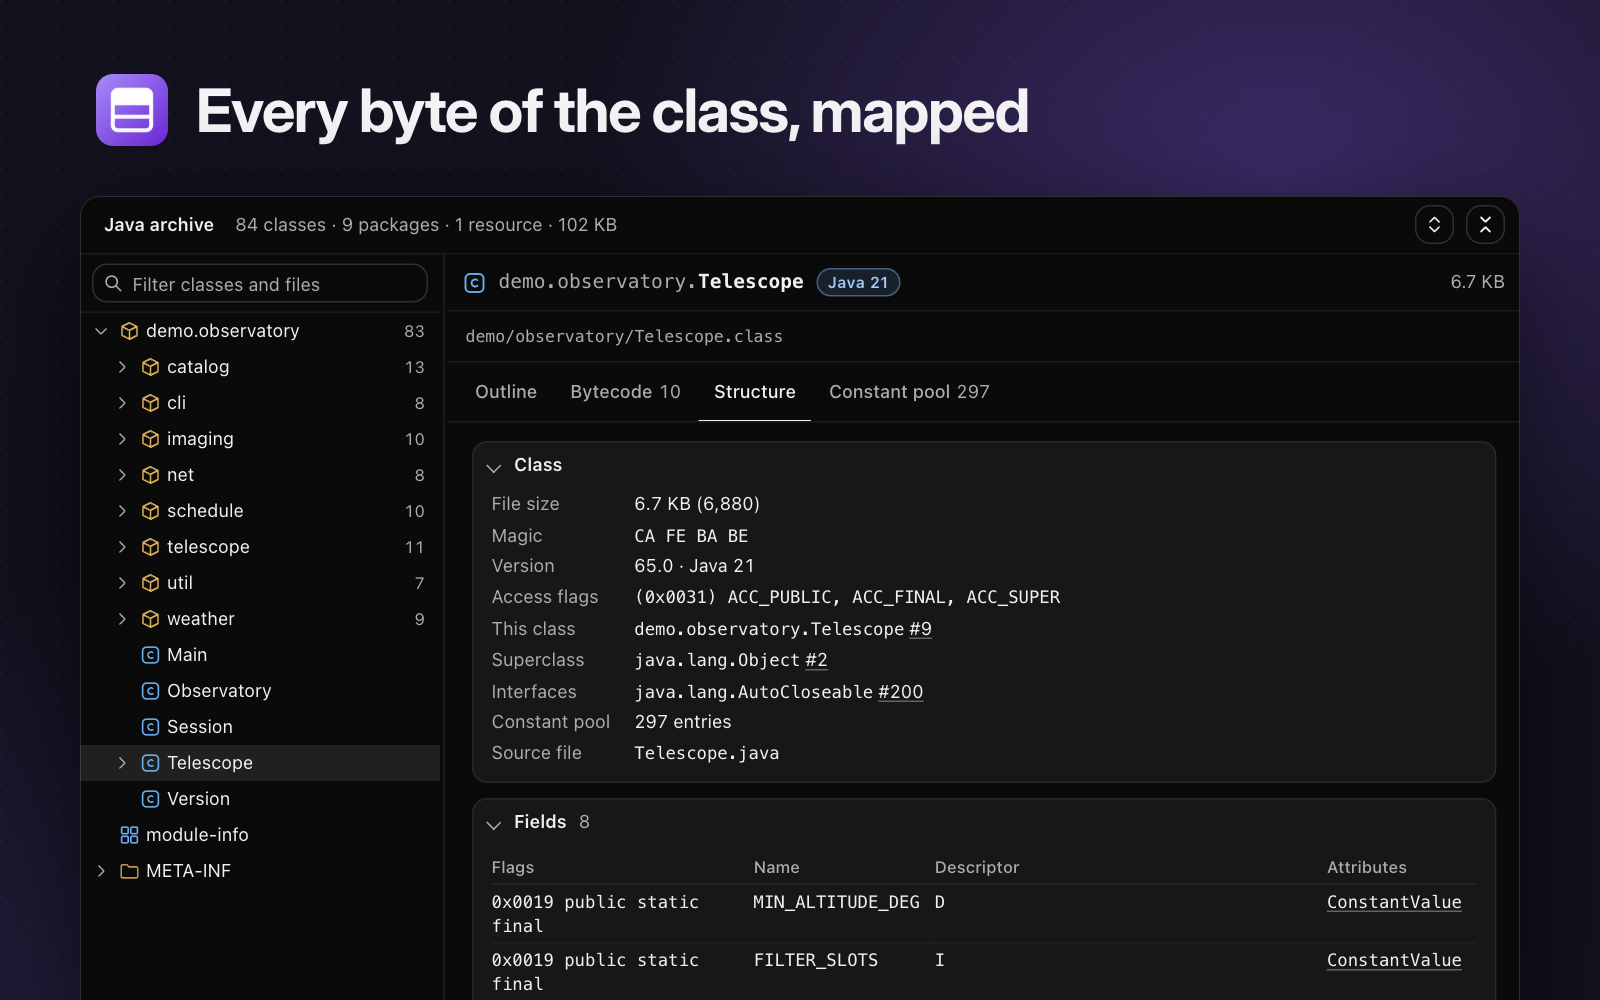 Every byte of the class, mapped
Java archive 84 classes · 9 packages · 1 resource · 102 KB
Filter classes and files
demo.observatory 83
catalog 13
cli 8
imaging 10
net 8
schedule 10
telescope 11
util 7
weather 9
Main
Observatory
Session
Telescope
Version
module-info
META-INF
demo.observatory.Telescope Java 21 6.7 KB
demo/observatory/Telescope.class
Outline Bytecode 10 Structure Constant pool 297
Class
File size 6.7 KB (6,880)
Magic CA FE BA BE
Version 65.0 · Java 21
Access flags (0x0031) ACC_PUBLIC, ACC_FINAL, ACC_SUPER
This class demo.observatory.Telescope #9
Superclass java.lang.Object #2
Interfaces java.lang.AutoCloseable #200
Constant pool 297 entries
Source file Telescope.java
Fields 8
Flags Name Descriptor Attributes
0x0019 public static MIN_ALTITUDE_DEG D ConstantValue
final
0x0019 public static FILTER_SLOTS I ConstantValue
final